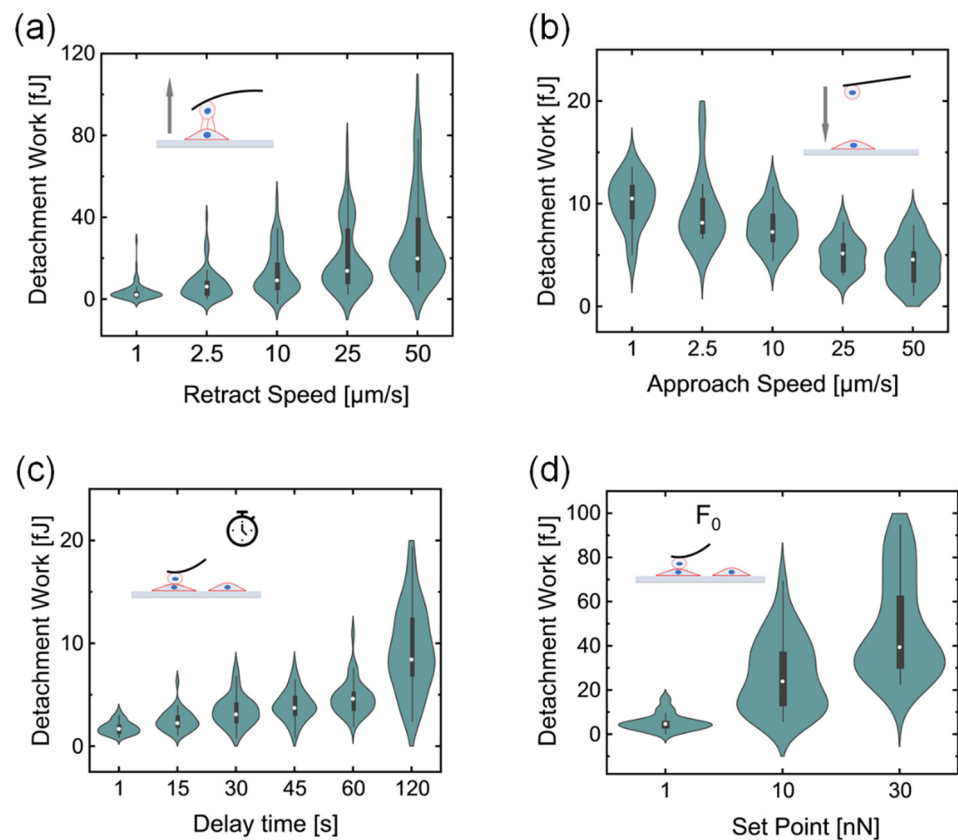 (a)
Detachment Work [fJ]
120
80
40
0
1 2.5 10 25 50
Retract Speed [µm/s]
(b)
Detachment Work [fJ]
20
10
0
1 2.5 10 25 50
Approach Speed [µm/s]
(c)
Detachment Work [fJ]
20
10
0
1 15 30 45 60 120
Delay time [s]
(d)
Detachment Work [fJ]
100
80
60
40
20
0
F₀
1 10 30
Set Point [nN]